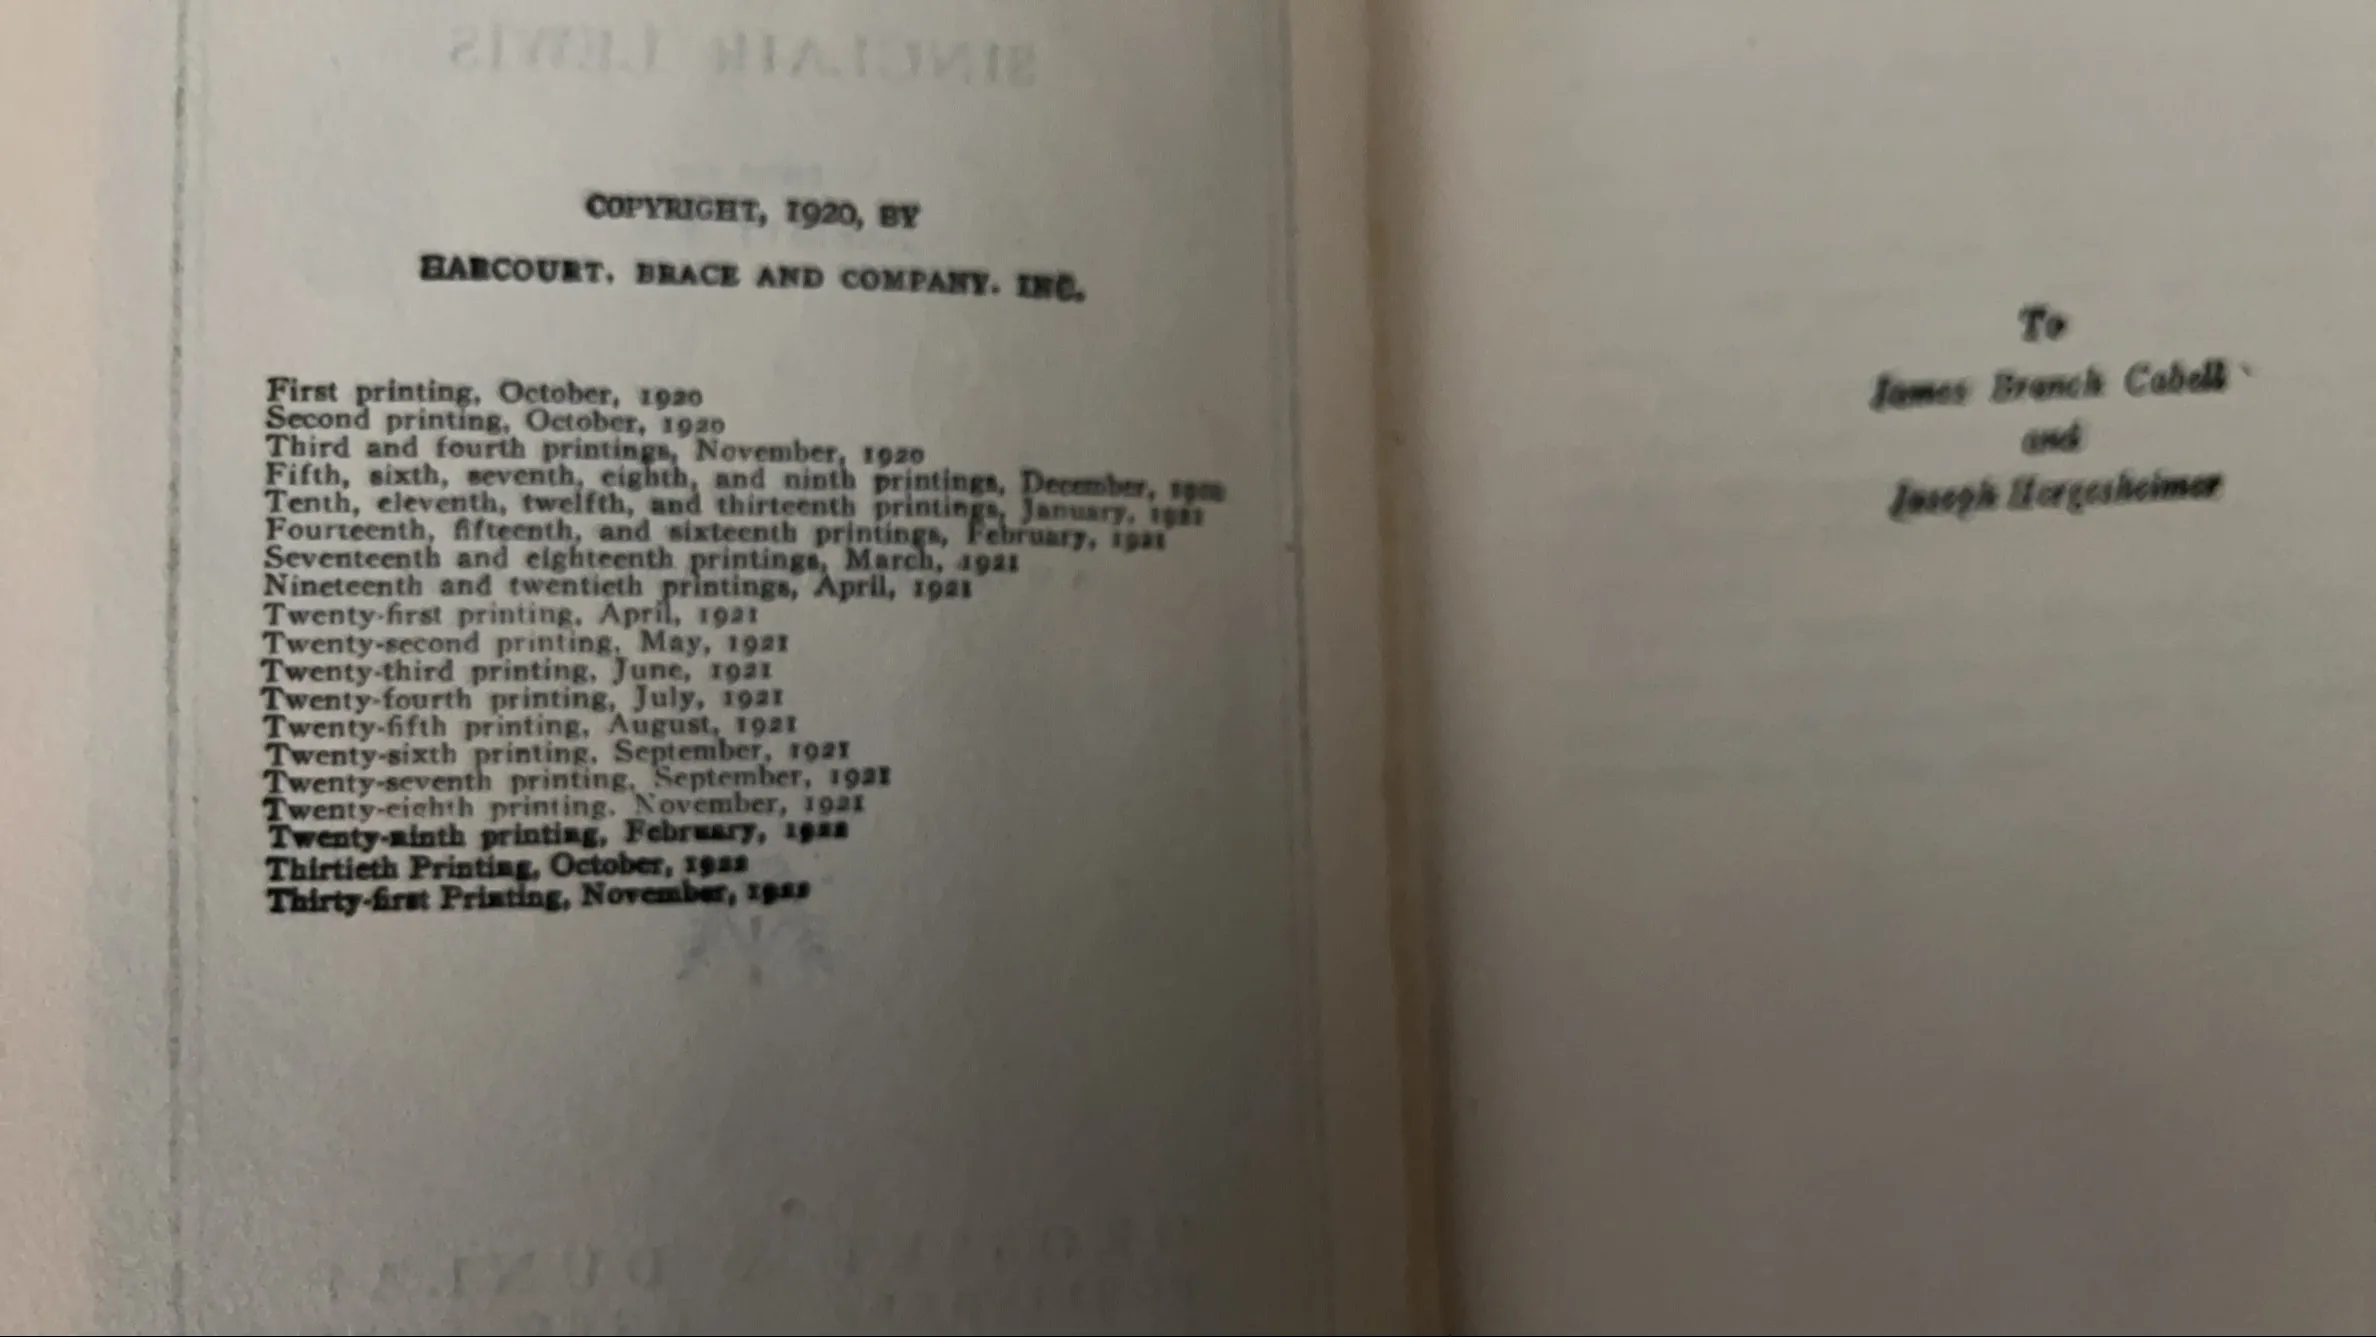 SINCLAIR LEWIS
COPYRIGHT, 1920, BY
HARCOURT, BRACE AND COMPANY, INC.
First printing, October, 1920
Second printing, October, 1920
Third and fourth printings, November, 1920
Fifth, sixth, seventh, eighth, and ninth printings, December, 1920
Tenth, eleventh, twelfth, and thirteenth printings, January, 1921
Fourteenth, fifteenth, and sixteenth printings, February, 1921
Seventeenth and eighteenth printings, March, 1921
Nineteenth and twentieth printings, April, 1921
Twenty-first printing, April, 1921
Twenty-second printing, May, 1921
Twenty-third printing, June, 1921
Twenty-fourth printing, July, 1921
Twenty-fifth printing, August, 1921
Twenty-sixth printing, September, 1921
Twenty-seventh printing, September, 1921
Twenty-eighth printing, November, 1921
Twenty-ninth printing, February, 1922
Thirtieth Printing, October, 1922
Thirty-first Printing, November, 1922
To
James Branch Cabell
and
Joseph Hergesheimer